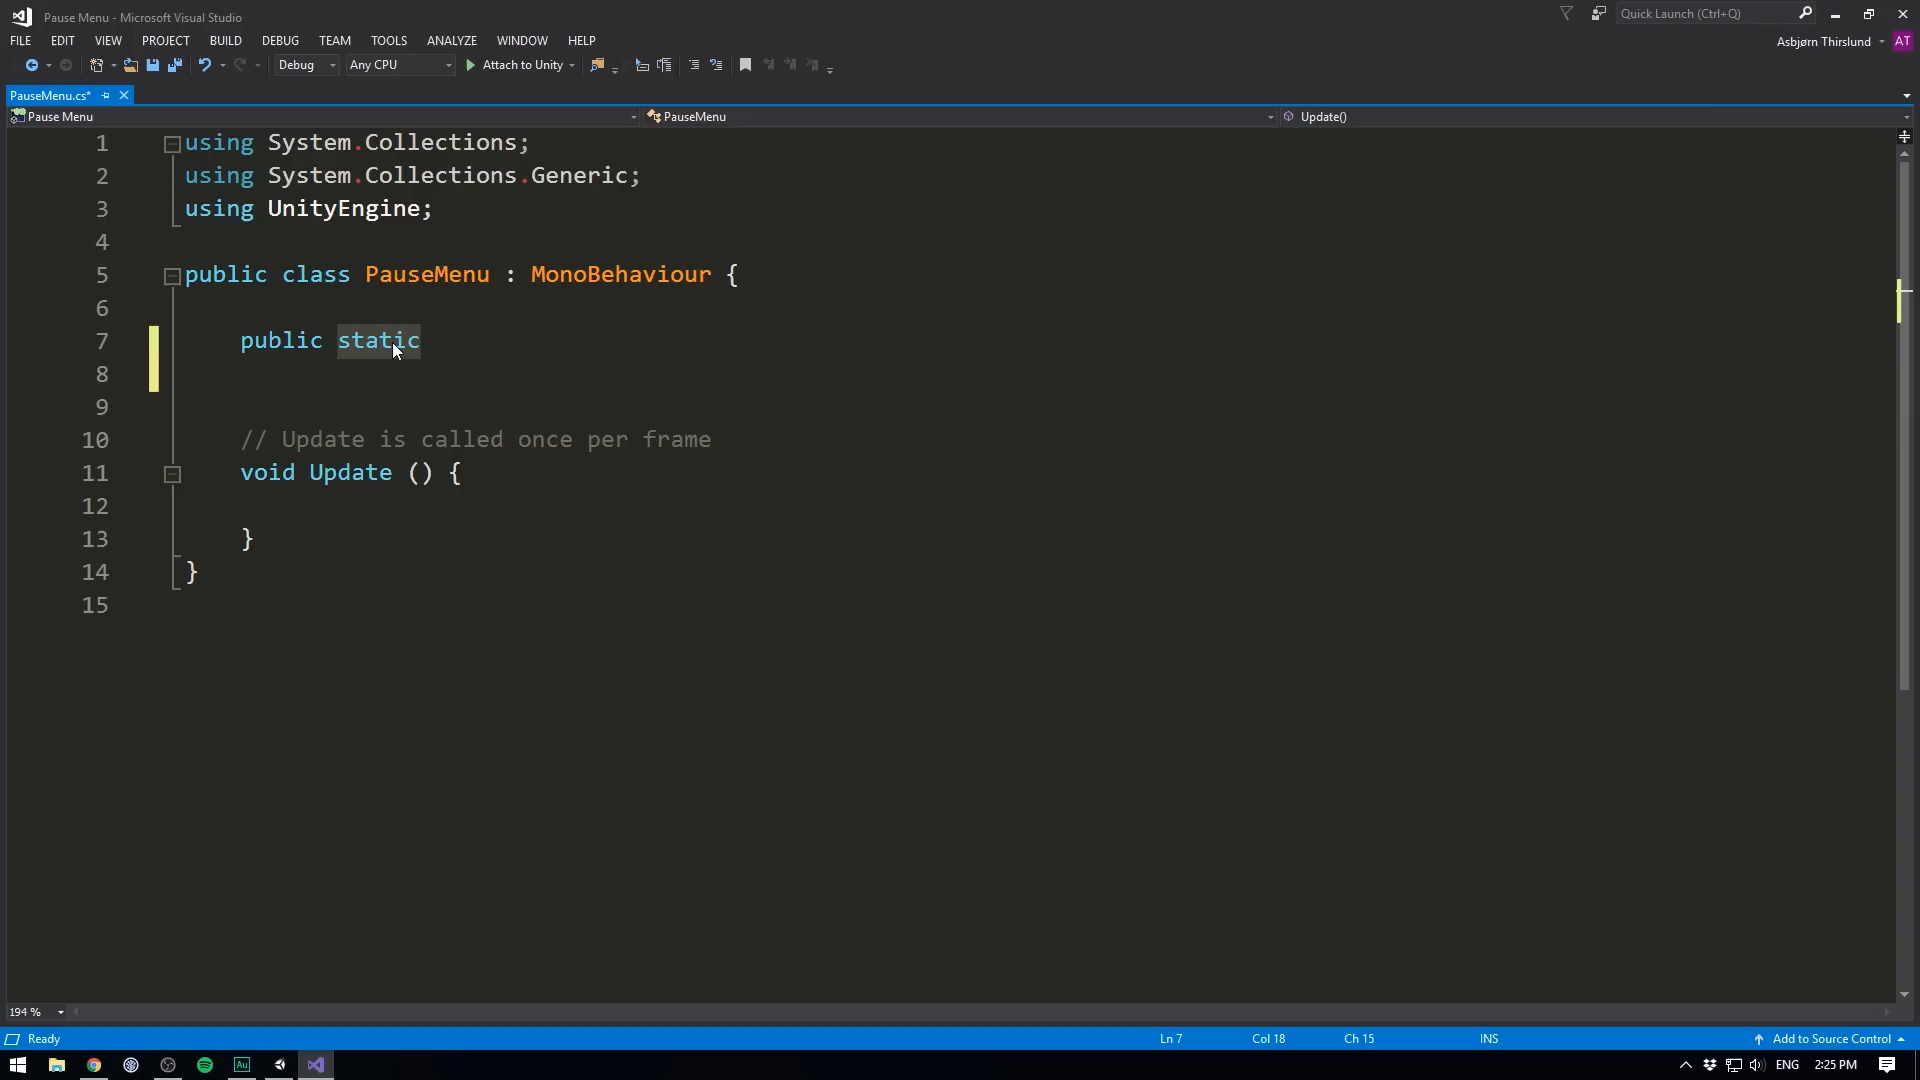 Pause Menu - Microsoft Visual Studio
Quick Launch (Ctrl+Q)
FILE EDIT VIEW PROJECT BUILD DEBUG TEAM TOOLS ANALYZE WINDOW HELP
Asbjørn Thirslund AT
Debug Any CPU Attach to Unity
PauseMenu.cs*
Pause Menu PauseMenu Update()
1 using System.Collections;
2 using System.Collections.Generic;
3 using UnityEngine;
4
5 public class PauseMenu : MonoBehaviour {
6
7 public static
8
9
10 // Update is called once per frame
11 void Update () {
12
13 }
14 }
15
194 %
Ready Ln 7 Col 18 Ch 15 INS Add to Source Control
Au ENG 2:25 PM